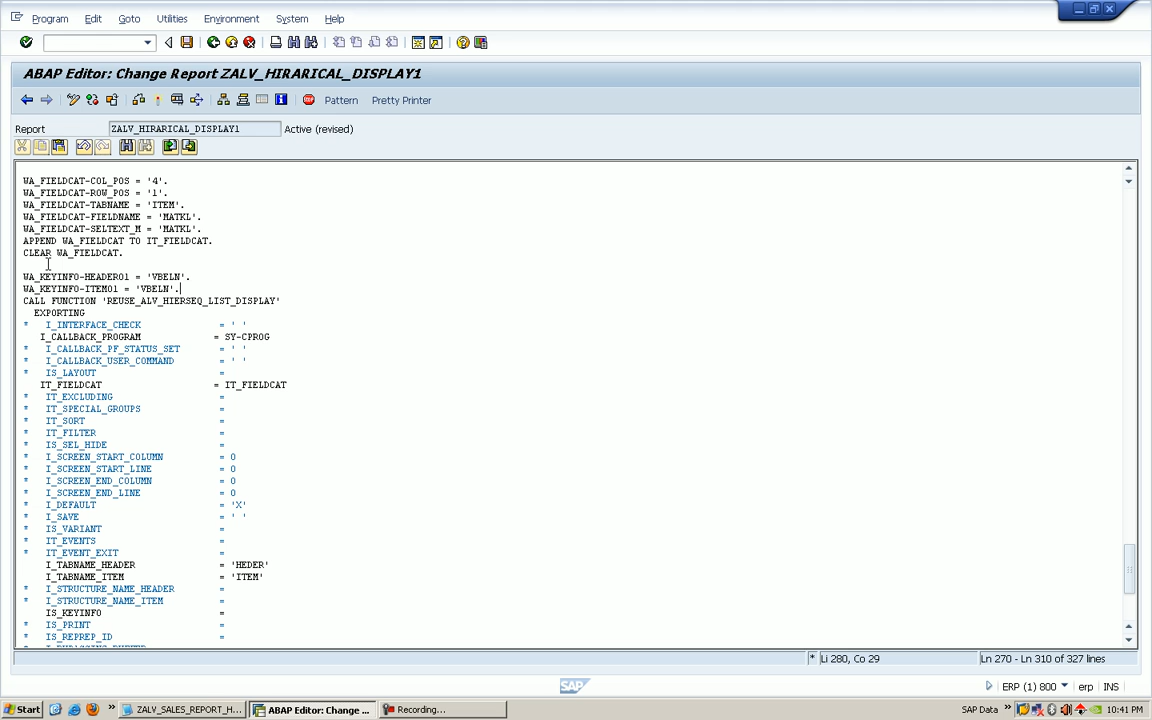 Program Edit Goto Utilities Environment System Help
ABAP Editor: Change Report ZALV_HIRARICAL_DISPLAY1
Pattern Pretty Printer
Report ZALV_HIRARICAL_DISPLAY1 Active (revised)
WA_FIELDCAT-COL_POS = '4'.
WA_FIELDCAT-ROW_POS = '1'.
WA_FIELDCAT-TABNAME = 'ITEM'.
WA_FIELDCAT-FIELDNAME = 'MATKL'.
WA_FIELDCAT-SELTEXT_M = 'MATKL'.
APPEND WA_FIELDCAT TO IT_FIELDCAT.
CLEAR WA_FIELDCAT.
WA_KEYINFO-HEADER01 = 'VBELN'.
WA_KEYINFO-ITEM01 = 'VBELN'.
CALL FUNCTION 'REUSE_ALV_HIERSEQ_LIST_DISPLAY'
EXPORTING
* I_INTERFACE_CHECK = ' '
I_CALLBACK_PROGRAM = SY-CPROG
* I_CALLBACK_PF_STATUS_SET = ' '
* I_CALLBACK_USER_COMMAND = ' '
* IS_LAYOUT =
IT_FIELDCAT = IT_FIELDCAT
* IT_EXCLUDING =
* IT_SPECIAL_GROUPS =
* IT_SORT =
* IT_FILTER =
* IS_SEL_HIDE =
* I_SCREEN_START_COLUMN = 0
* I_SCREEN_START_LINE = 0
* I_SCREEN_END_COLUMN = 0
* I_SCREEN_END_LINE = 0
* I_DEFAULT = 'X'
* I_SAVE = ' '
* IS_VARIANT =
* IT_EVENTS =
* IT_EVENT_EXIT =
I_TABNAME_HEADER = 'HEDER'
I_TABNAME_ITEM = 'ITEM'
* I_STRUCTURE_NAME_HEADER =
* I_STRUCTURE_NAME_ITEM =
IS_KEYINFO =
* IS_PRINT =
* IS_REPREP_ID =
* Li 280, Co 29 Ln 270 - Ln 310 of 327 lines
SAP ERP (1) 800 erp INS
Start ZALV_SALES_REPORT_H... ABAP Editor: Change ... Recording... SAP Data 10:41 PM